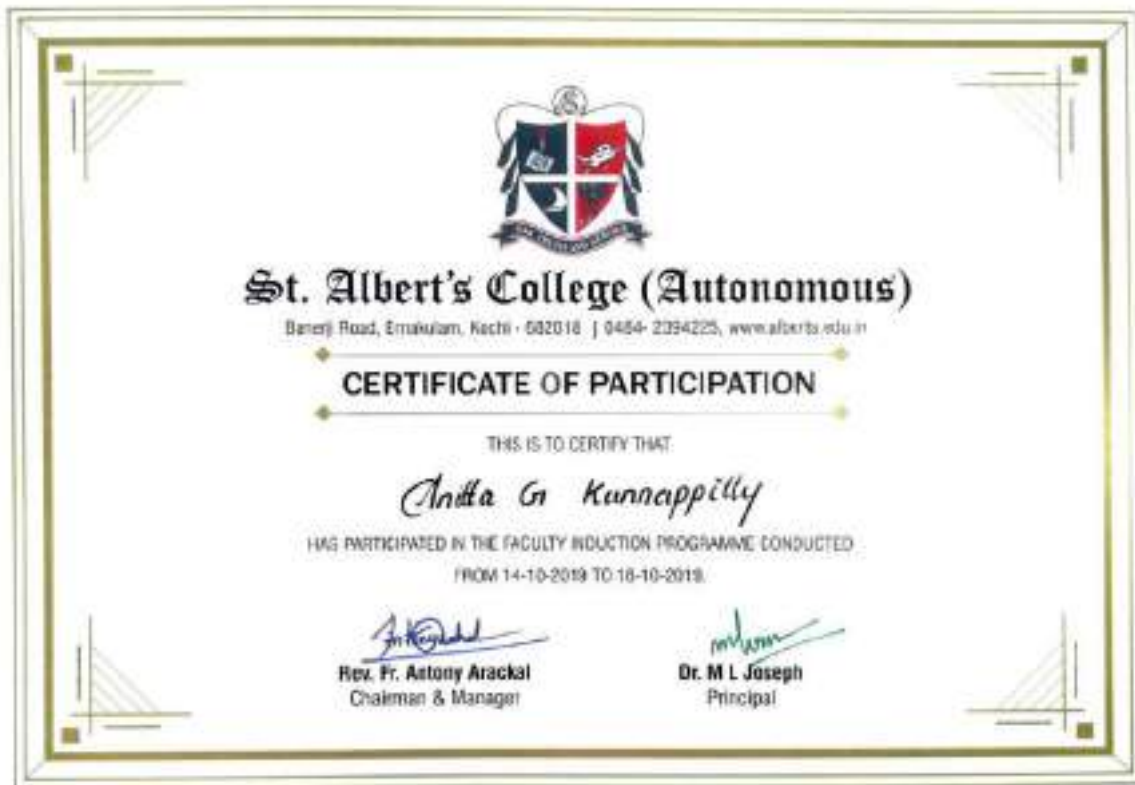 St. Albert's College (Autonomous)
Banerji Road, Ernakulam, Kochi - 682018 | 0484- 2394225, www.alberts.edu.in
CERTIFICATE OF PARTICIPATION
THIS IS TO CERTIFY THAT
Anitta G Kunnappilly
HAS PARTICIPATED IN THE FACULTY INDUCTION PROGRAMME CONDUCTED
FROM 14-10-2019 TO 18-10-2019.
Rev. Fr. Antony Arackal
Chairman & Manager
Dr. M L Joseph
Principal